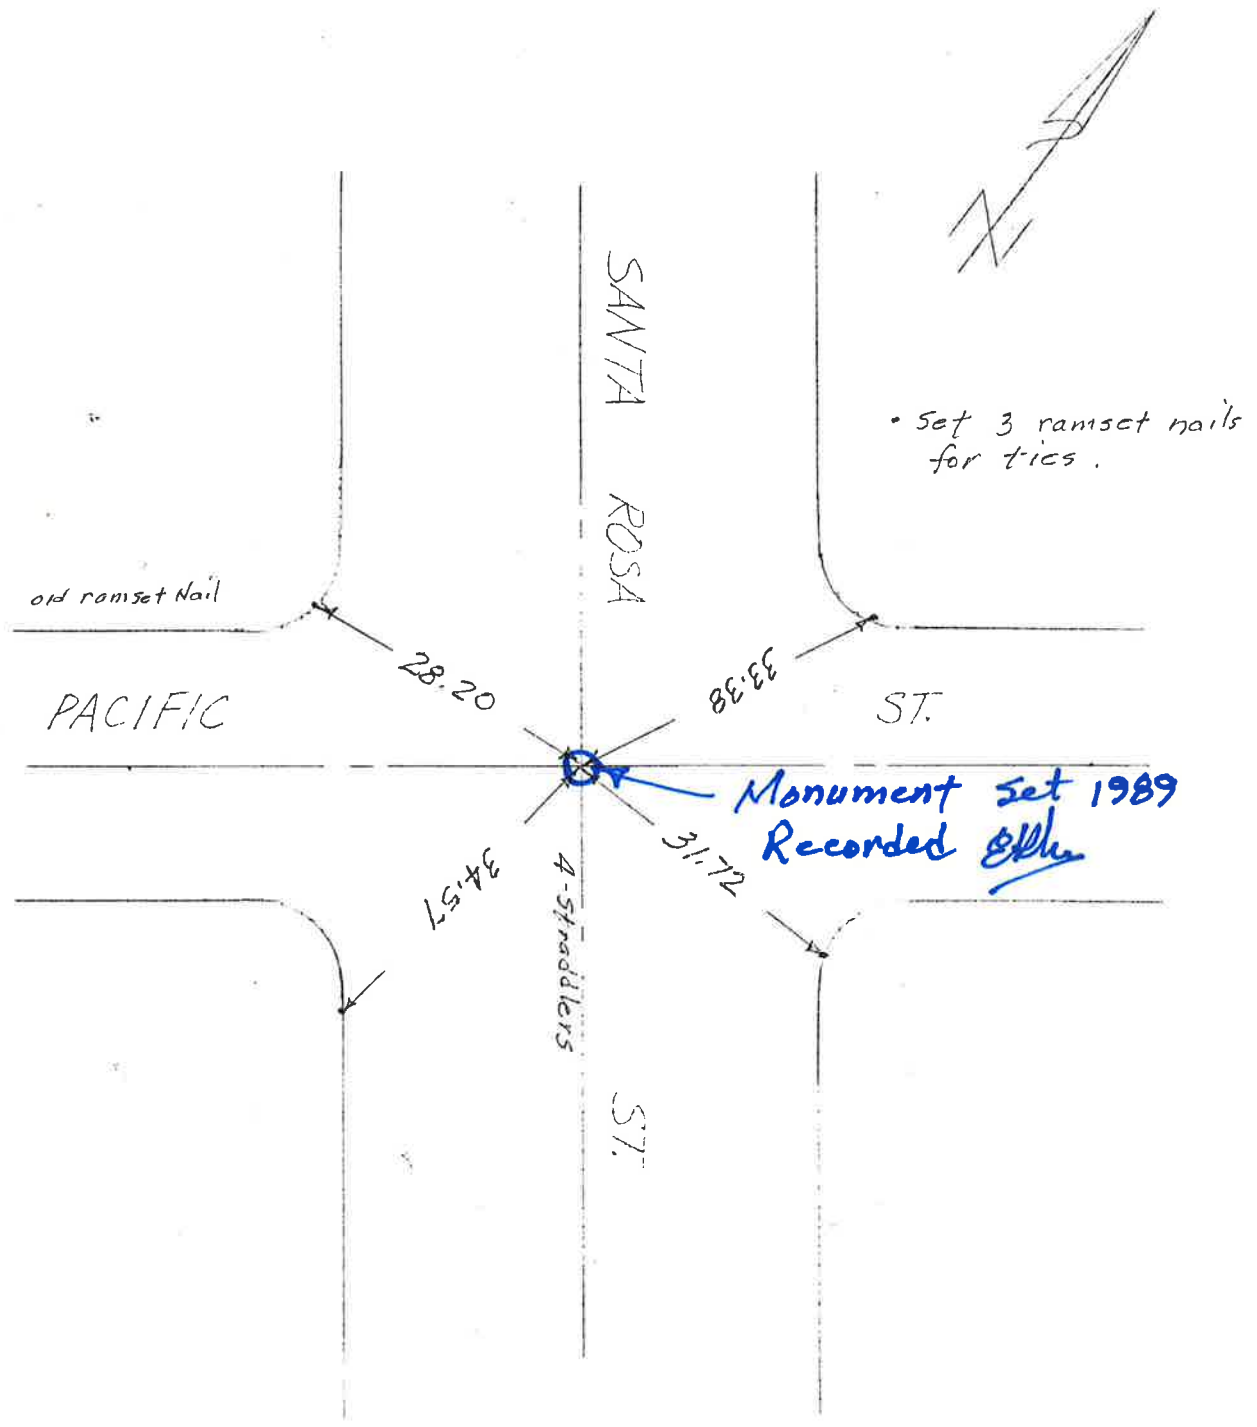 N
SANTA ROSA ST.
• Set 3 ramset nails
for ties.
old ramset Nail
28.20
33.38
PACIFIC ST.
Monument set 1989
Recorded
34.57
4-Straddlers
31.72